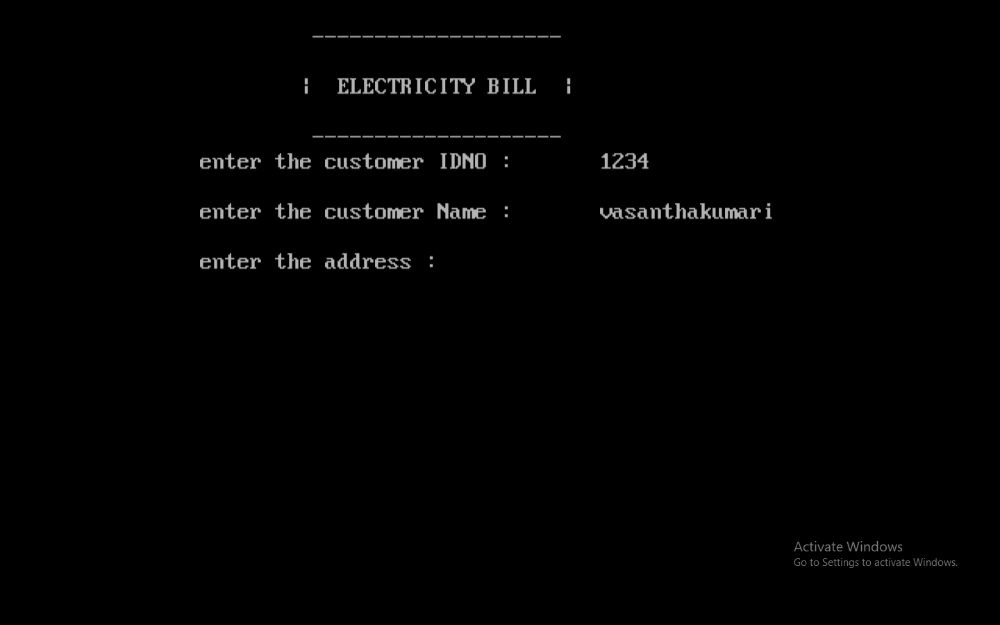 --------------------
¦ ELECTRICITY BILL ¦
--------------------
enter the customer IDNO : 1234
enter the customer Name : vasanthakumari
enter the address :
Activate Windows
Go to Settings to activate Windows.